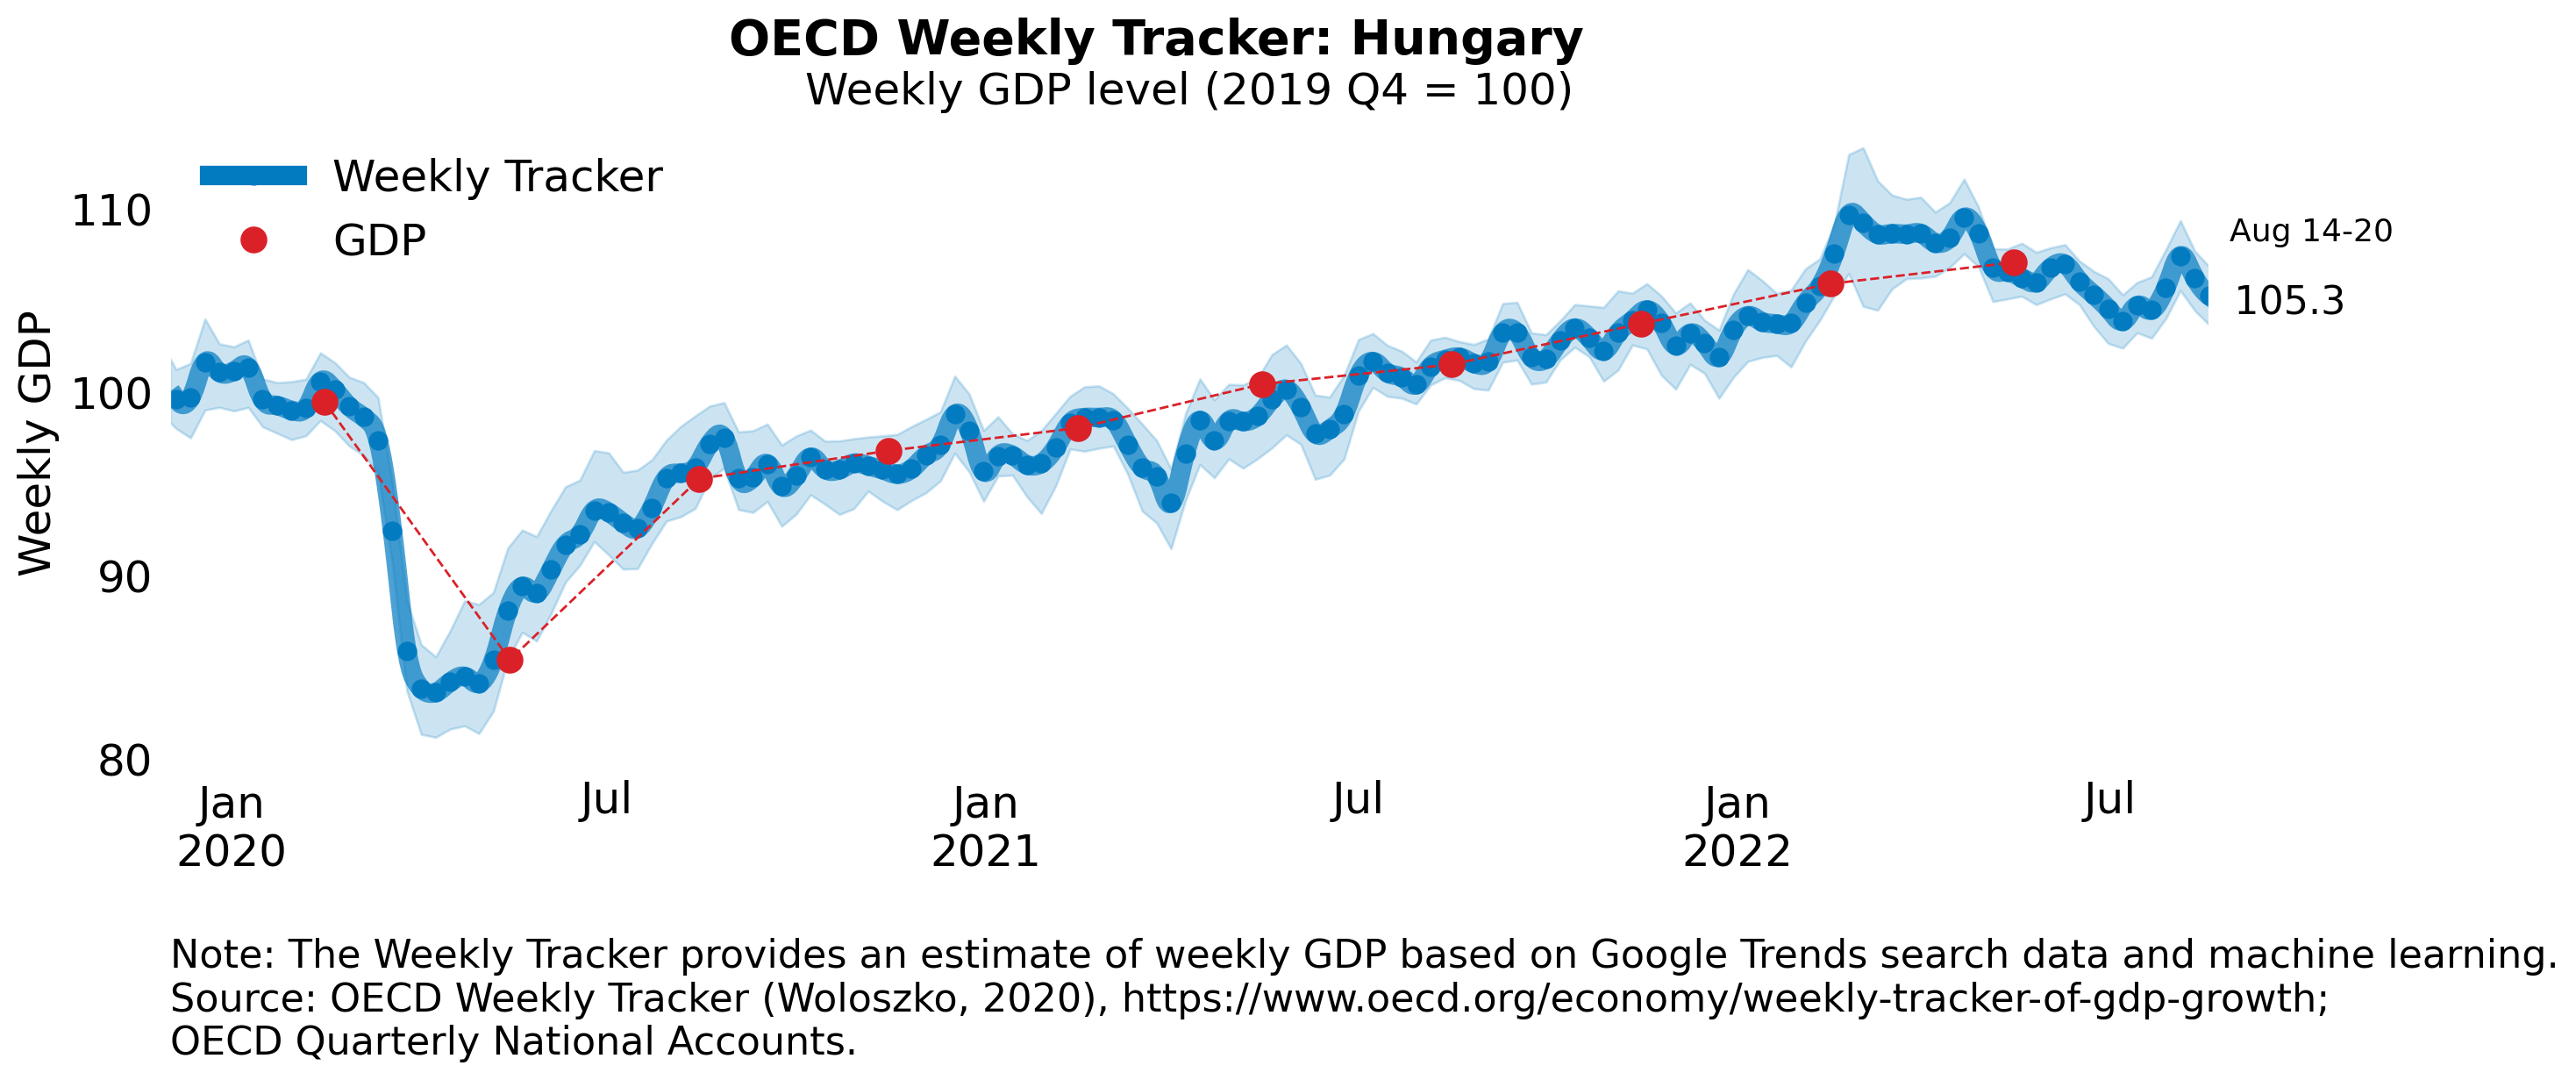 OECD Weekly Tracker: Hungary
Weekly GDP level (2019 Q4 = 100)
Weekly Tracker
GDP
Weekly GDP
110
100
90
80
Aug 14-20
105.3
Jan
2020
Jul
Jan
2021
Jul
Jan
2022
Jul
Note: The Weekly Tracker provides an estimate of weekly GDP based on Google Trends search data and machine learning.
Source: OECD Weekly Tracker (Woloszko, 2020), https://www.oecd.org/economy/weekly-tracker-of-gdp-growth;
OECD Quarterly National Accounts.